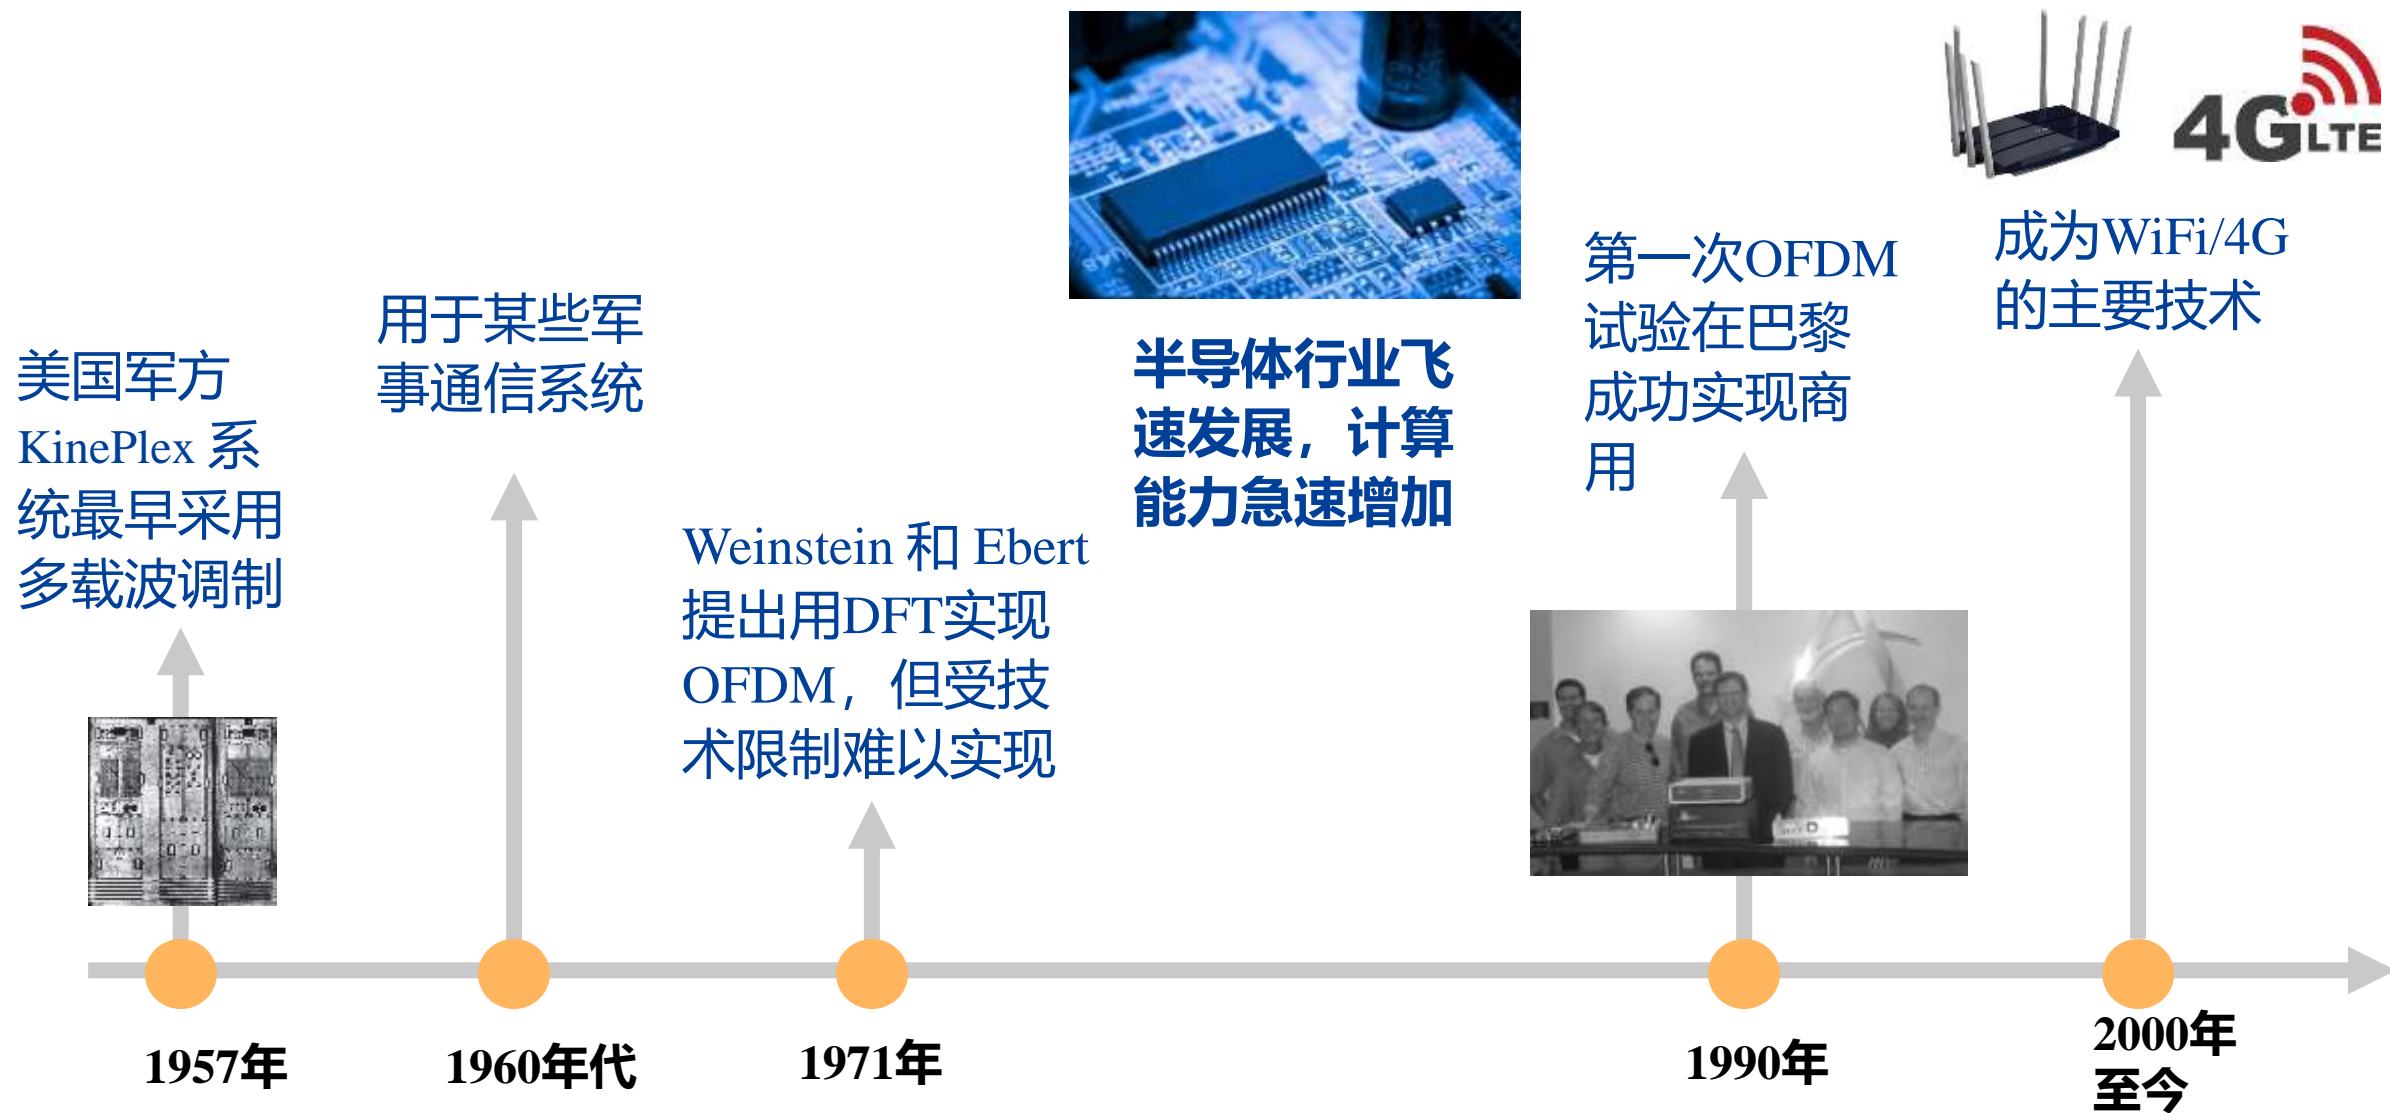 美国军方
KinePlex 系
统最早采用
多载波调制
1957年
用于某些军
事通信系统
1960年代
Weinstein 和 Ebert
提出用DFT实现
OFDM，但受技
术限制难以实现
1971年
半导体行业飞
速发展，计算
能力急速增加
第一次OFDM
试验在巴黎
成功实现商
用
1990年
4G LTE
成为WiFi/4G
的主要技术
2000年
至今